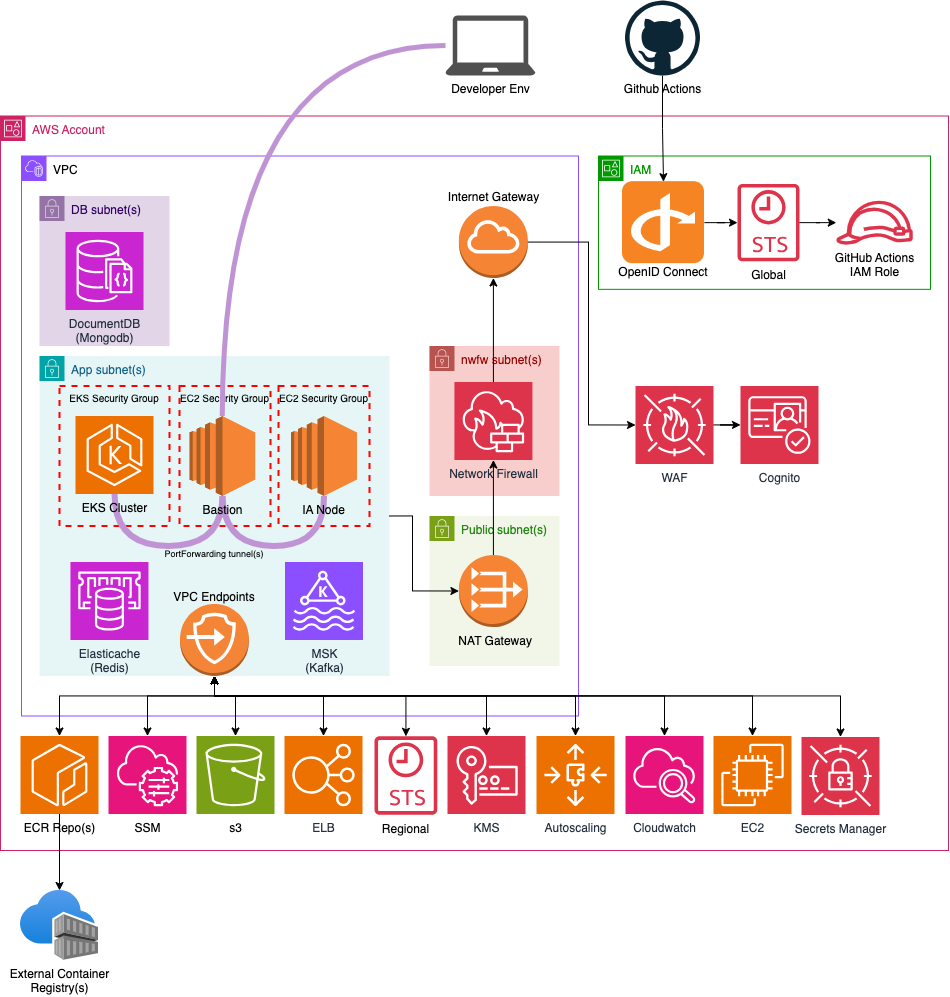 Developer Env
Github Actions
AWS Account
VPC
IAM
DB subnet(s)
Internet Gateway
OpenID Connect
STS
Global
GitHub Actions
IAM Role
DocumentDB
(Mongodb)
App subnet(s)
nwfw subnet(s)
EKS Security Group
EC2 Security Group
EC2 Security Group
K
EKS Cluster
Bastion
IA Node
Network Firewall
WAF
Cognito
PortForwarding tunnel(s)
Public subnet(s)
VPC Endpoints
K
Elasticache
(Redis)
MSK
(Kafka)
NAT Gateway
STS
ECR Repo(s)
SSM
s3
ELB
Regional
KMS
Autoscaling
Cloudwatch
EC2
Secrets Manager
External Container
Registry(s)